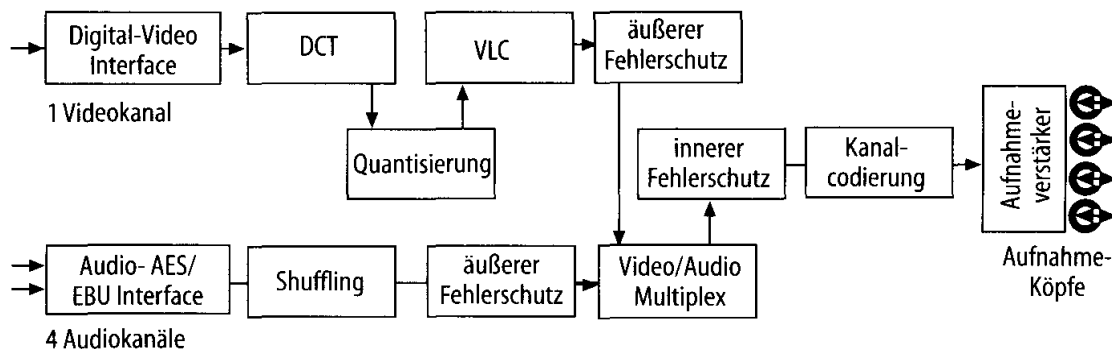 Digital-Video
Interface
DCT
VLC
äußerer
Fehlerschutz
1 Videokanal
Quantisierung
innerer
Fehlerschutz
Kanal-
codierung
Aufnahme-
verstärker
Aufnahme-
Köpfe
Audio- AES/
EBU Interface
Shuffling
äußerer
Fehlerschutz
Video/Audio
Multiplex
4 Audiokanäle